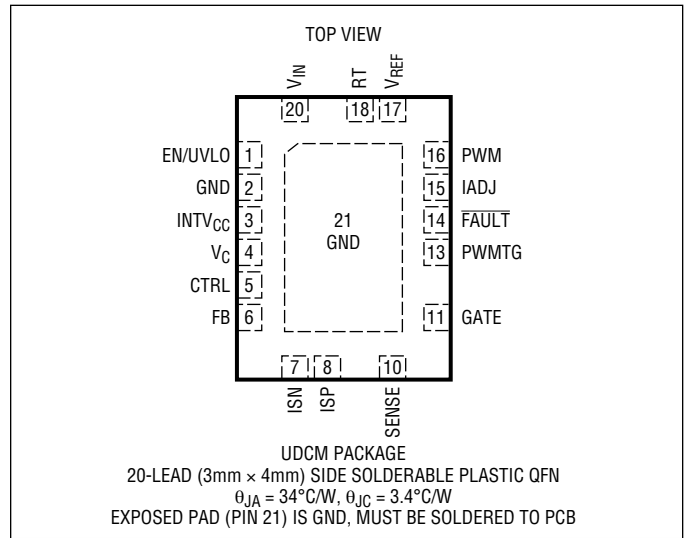 TOP VIEW
VIN
RT
VREF
20
18
17
EN/UVLO 1
GND 2
INTVCC 3
VC 4
CTRL 5
FB 6
21
GND
16 PWM
15 IADJ
14 FAULT
13 PWMTG
11 GATE
7
8
10
ISN
ISP
SENSE
UDCM PACKAGE
20-LEAD (3mm × 4mm) SIDE SOLDERABLE PLASTIC QFN
θJA = 34°C/W, θJC = 3.4°C/W
EXPOSED PAD (PIN 21) IS GND, MUST BE SOLDERED TO PCB